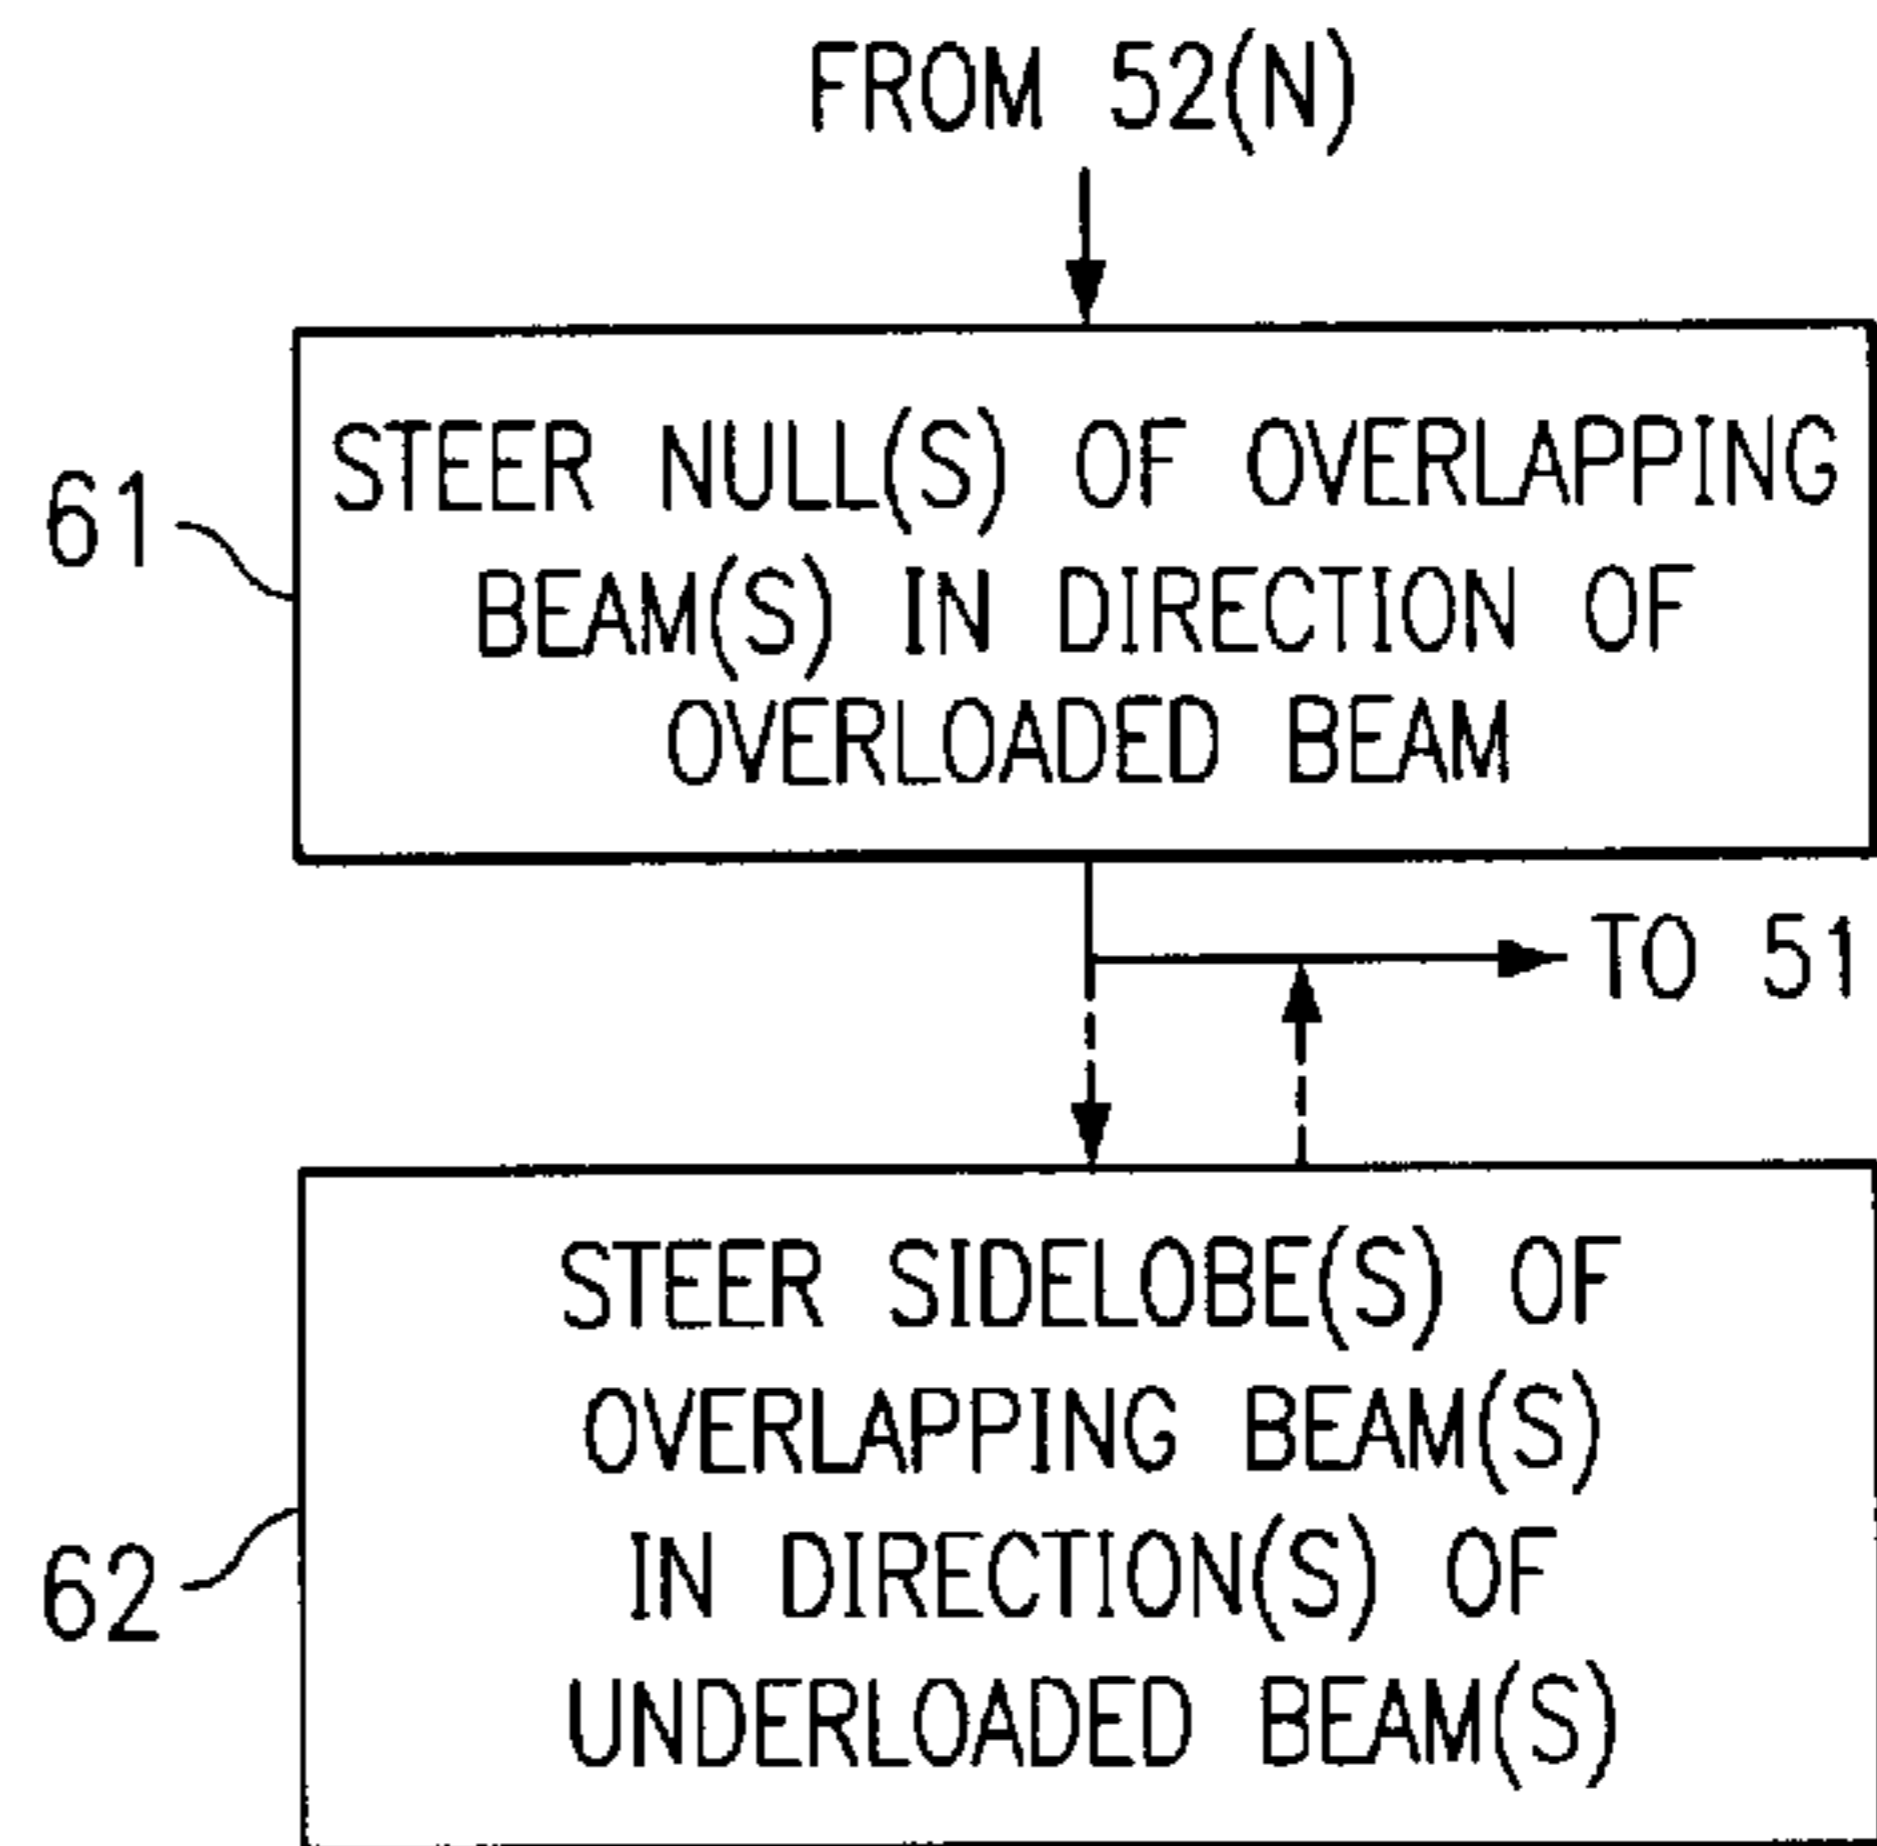 FROM 52(N)
61
STEER NULL(S) OF OVERLAPPING
BEAM(S) IN DIRECTION OF
OVERLOADED BEAM
TO 51
62
STEER SIDELOBE(S) OF
OVERLAPPING BEAM(S)
IN DIRECTION(S) OF
UNDERLOADED BEAM(S)